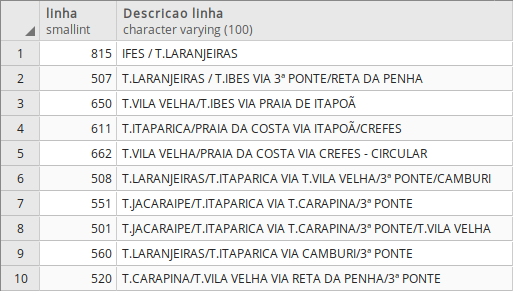 linha Descricao linha
smallint character varying (100)
1 815 IFES / T.LARANJEIRAS
2 507 T.LARANJEIRAS / T.IBES VIA 3ª PONTE/RETA DA PENHA
3 650 T.VILA VELHA/T.IBES VIA PRAIA DE ITAPOÃ
4 611 T.ITAPARICA/PRAIA DA COSTA VIA ITAPOÃ/CREFES
5 662 T.VILA VELHA/PRAIA DA COSTA VIA CREFES - CIRCULAR
6 508 T.LARANJEIRAS/T.ITAPARICA VIA T.VILA VELHA/3ª PONTE/CAMBURI
7 551 T.JACARAIPE/T.ITAPARICA VIA T.CARAPINA/3ª PONTE
8 501 T.JACARAIPE/T.ITAPARICA VIA T.CARAPINA/3ª PONTE/T.VILA VELHA
9 560 T.LARANJEIRAS/T.ITAPARICA VIA CAMBURI/3ª PONTE
10 520 T.CARAPINA/T.VILA VELHA VIA RETA DA PENHA/3ª PONTE